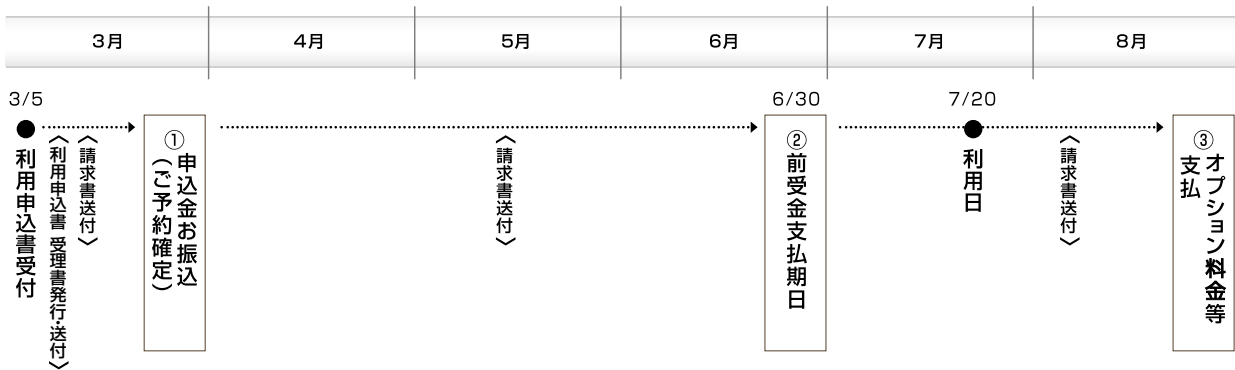 3月
4月
5月
6月
7月
8月
3/5
6/30
7/20
利用申込書受付
〈利用申込書 受理書発行・送付〉
〈請求書送付〉
①
申込金お振込
(ご予約確定)
〈請求書送付〉
②
前受金支払期日
利用日
〈請求書送付〉
③
オプション料金等
支払